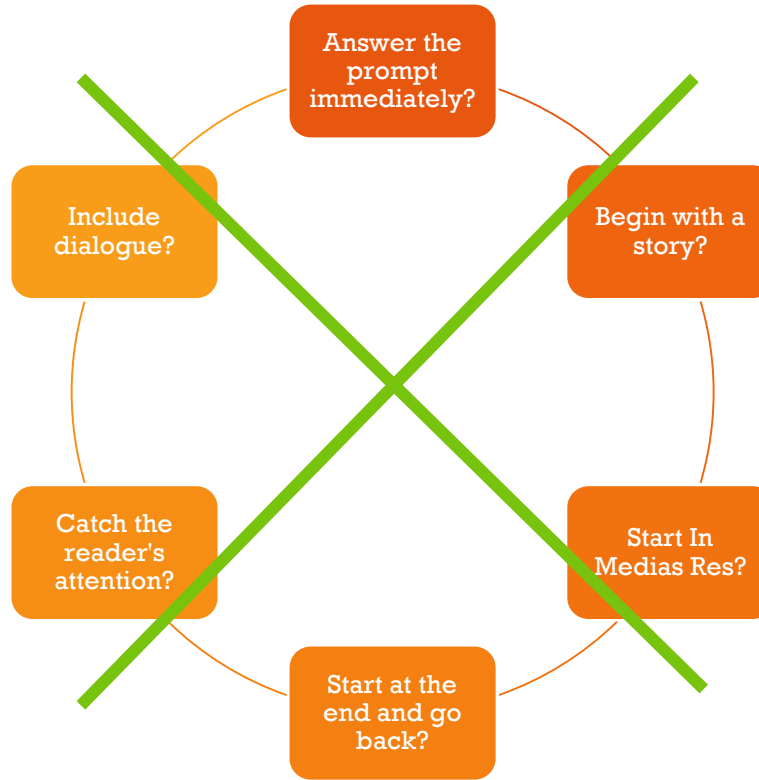 Answer the
prompt
immediately?
Begin with a
story?
Start In
Medias Res?
Start at the
end and go
back?
Catch the
reader's
attention?
Include
dialogue?